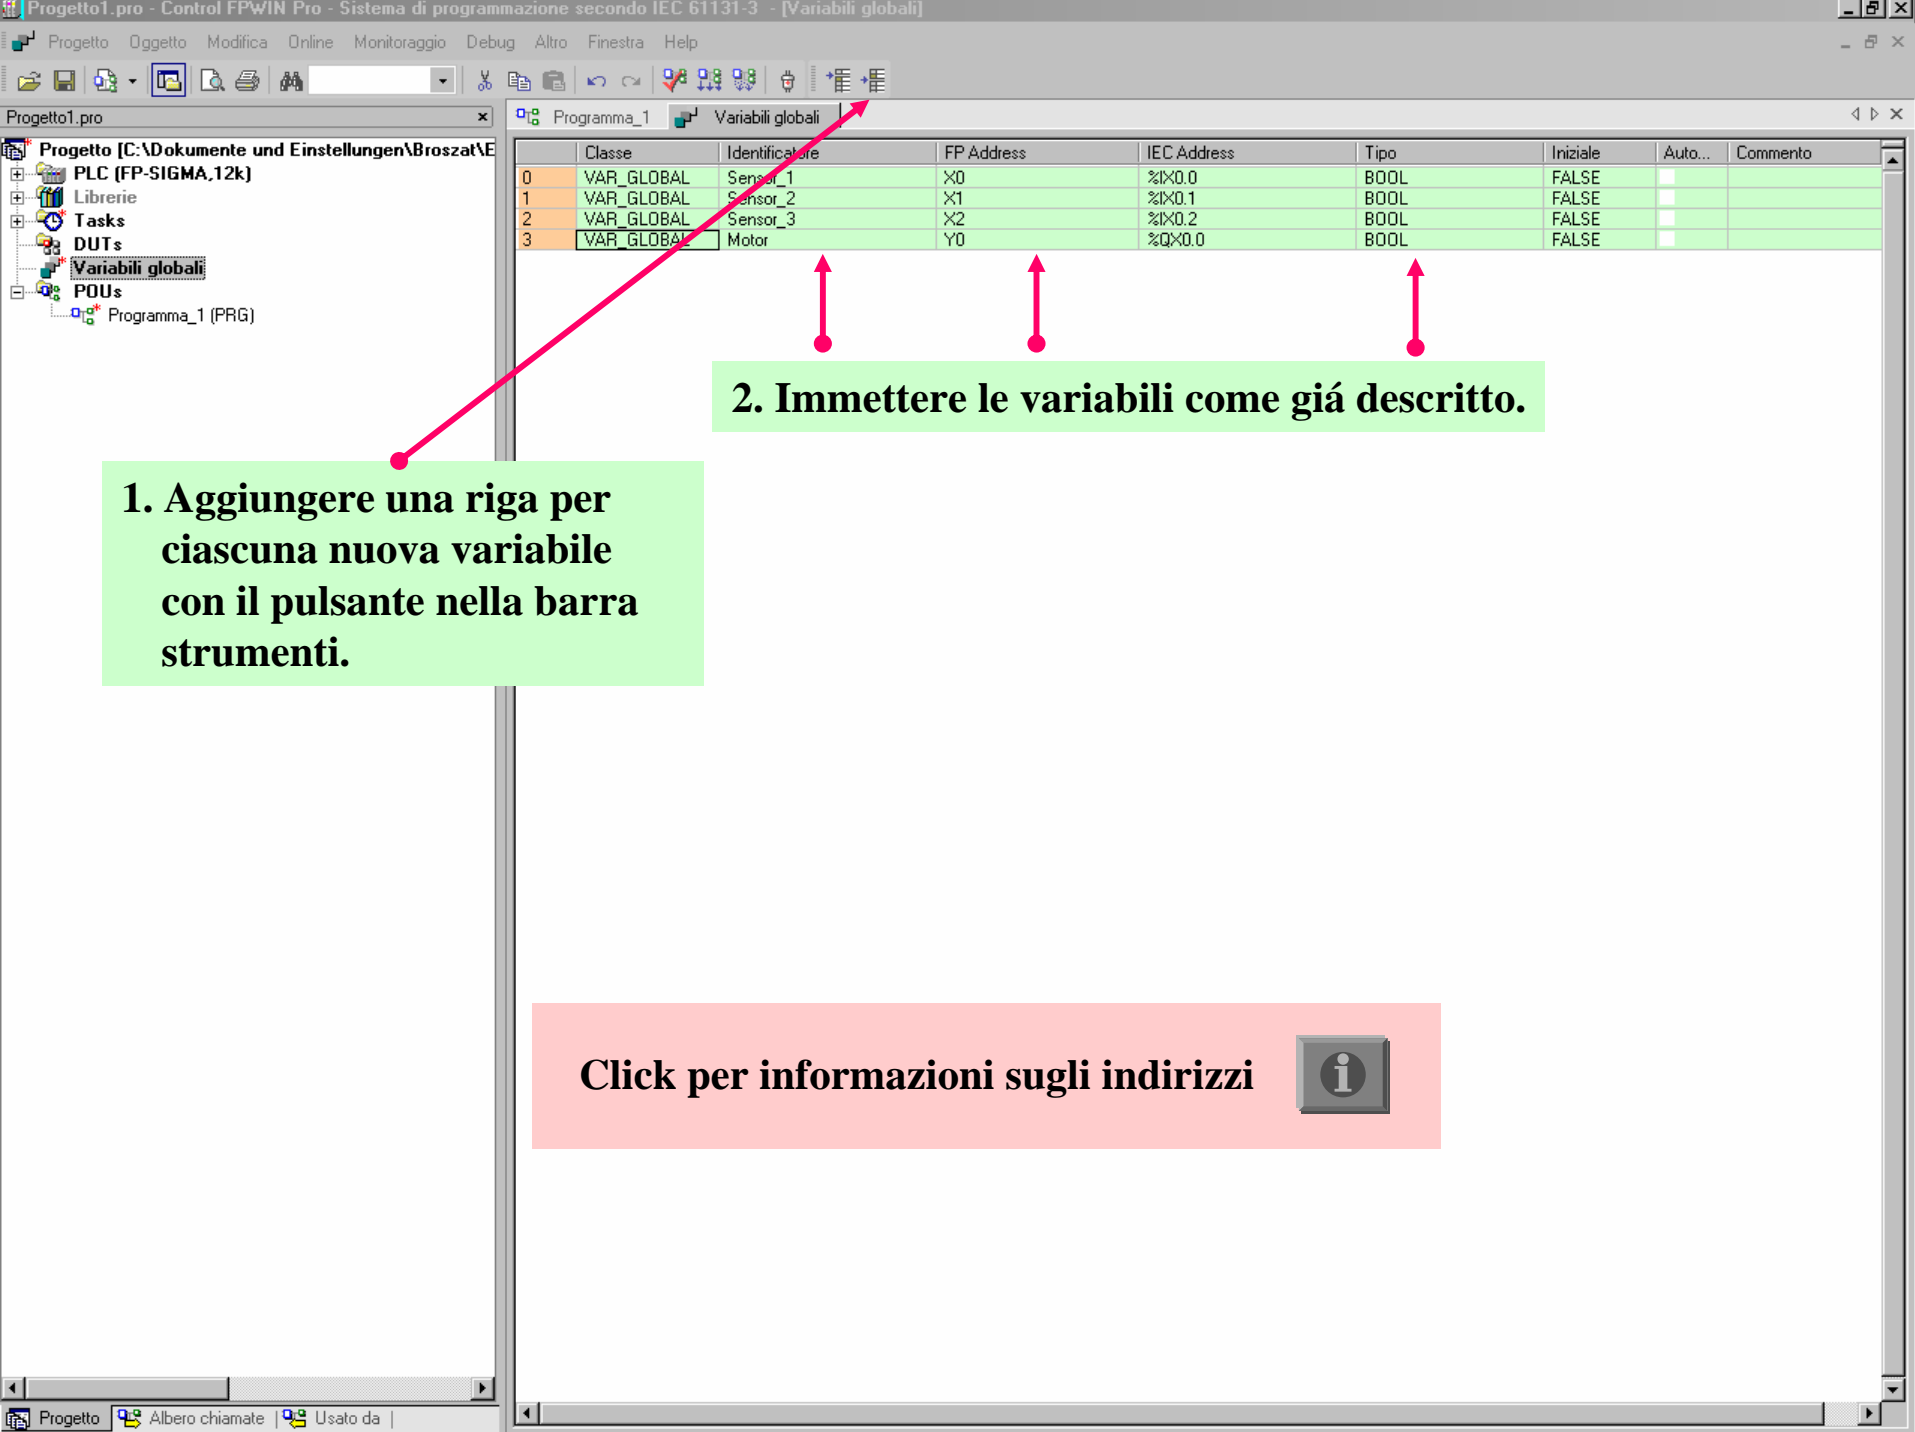 Progetto1.pro - Control FPWIN Pro - Sistema di programmazione secondo IEC 61131-3 - [Variabili globali]
Progetto Oggetto Modifica Online Monitoraggio Debug Altro Finestra Help
Progetto1.pro
Programma_1 Variabili globali
Progetto [C:\Dokumente und Einstellungen\Broszat\E
PLC (FP-SIGMA,12k)
Librerie
Tasks
DUTs
Variabili globali
POUs
Programma_1 (PRG)
Classe Identificatore FP Address IEC Address Tipo Iniziale Auto... Commento
0 VAR_GLOBAL Sensor_1 X0 %IX0.0 BOOL FALSE
1 VAR_GLOBAL Sensor_2 X1 %IX0.1 BOOL FALSE
2 VAR_GLOBAL Sensor_3 X2 %IX0.2 BOOL FALSE
3 VAR_GLOBAL Motor Y0 %QX0.0 BOOL FALSE
2. Immettere le variabili come giá descritto.
1. Aggiungere una riga per
ciascuna nuova variabile
con il pulsante nella barra
strumenti.
Click per informazioni sugli indirizzi
Progetto Albero chiamate Usato da